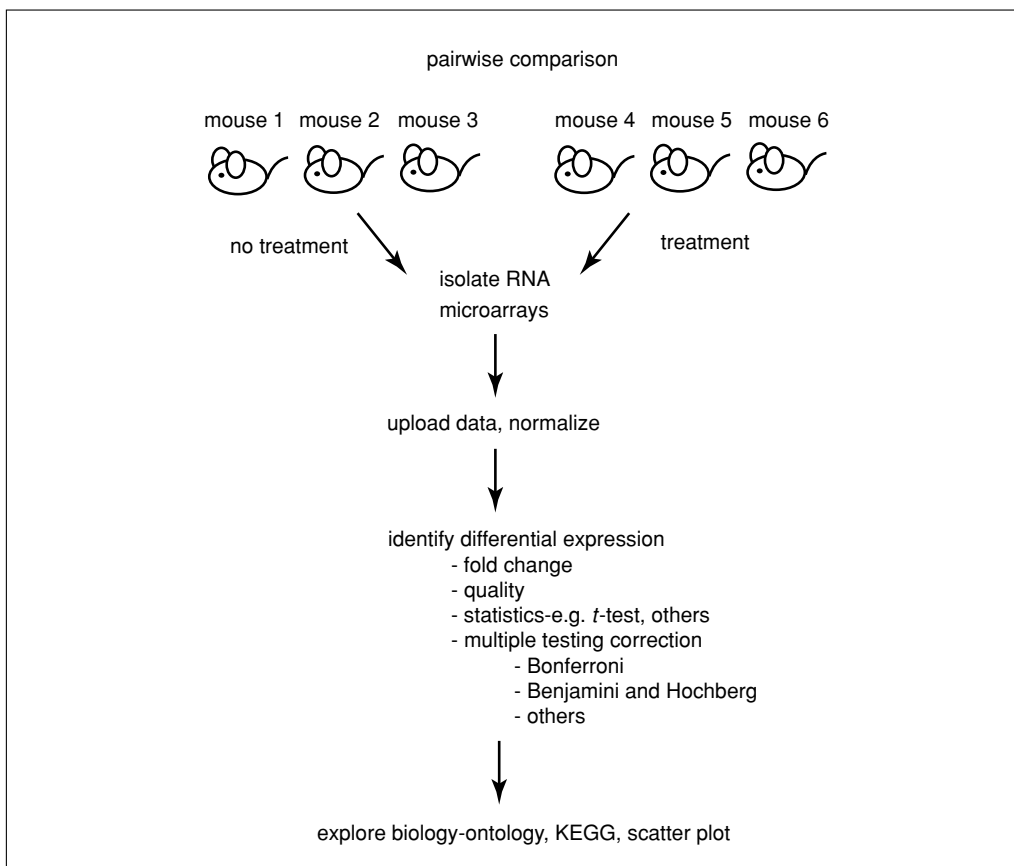 pairwise comparison
mouse 1 mouse 2 mouse 3 mouse 4 mouse 5 mouse 6
no treatment treatment
isolate RNA
microarrays
upload data, normalize
identify differential expression
- fold change
- quality
- statistics-e.g. t-test, others
- multiple testing correction
- Bonferroni
- Benjamini and Hochberg
- others
explore biology-ontology, KEGG, scatter plot